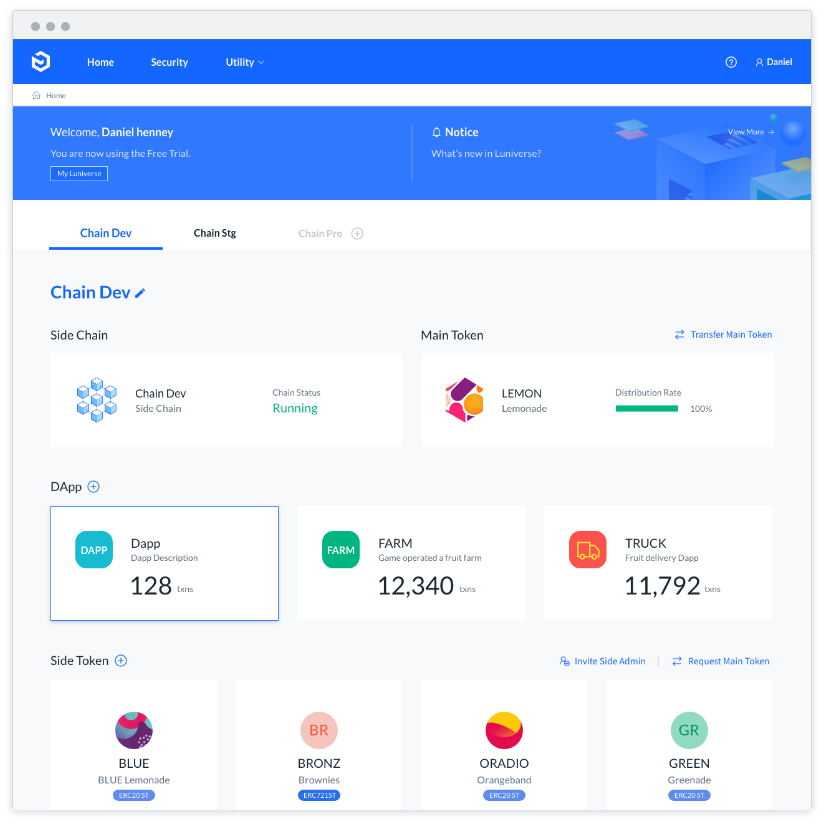 Home
Security
Utility
Daniel
Home
Welcome, Daniel henney
You are now using the Free Trial.
My Luniverse
Notice
View More →
What's new in Luniverse?
Chain Dev
Chain Stg
Chain Pro
Chain Dev
Side Chain
Main Token
Transfer Main Token
Chain Dev
Side Chain
Chain Status
Running
LEMON
Lemonade
Distribution Rate
100%
DApp
DAPP
Dapp
Dapp Description
128 txns
FARM
FARM
Game operated a fruit farm
12,340 txns
TRUCK
Fruit delivery Dapp
11,792 txns
Side Token
Invite Side Admin
Request Main Token
BLUE
BLUE Lemonade
ERC20 ST
BR
BRONZ
Brownies
ERC721ST
ORADIO
Orangeband
ERC20 ST
GR
GREEN
Greenade
ERC20 ST